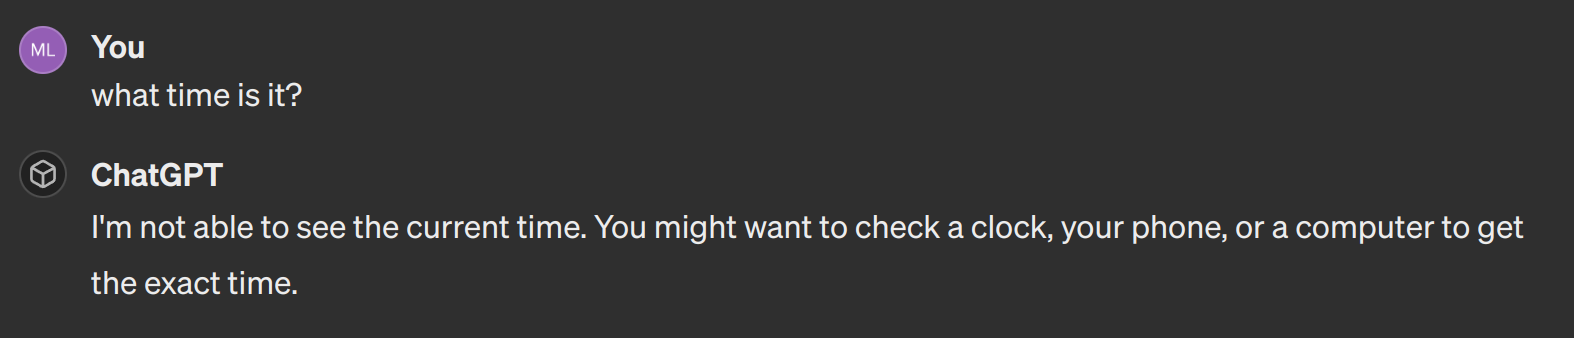 ML
You
what time is it?
ChatGPT
I'm not able to see the current time. You might want to check a clock, your phone, or a computer to get
the exact time.